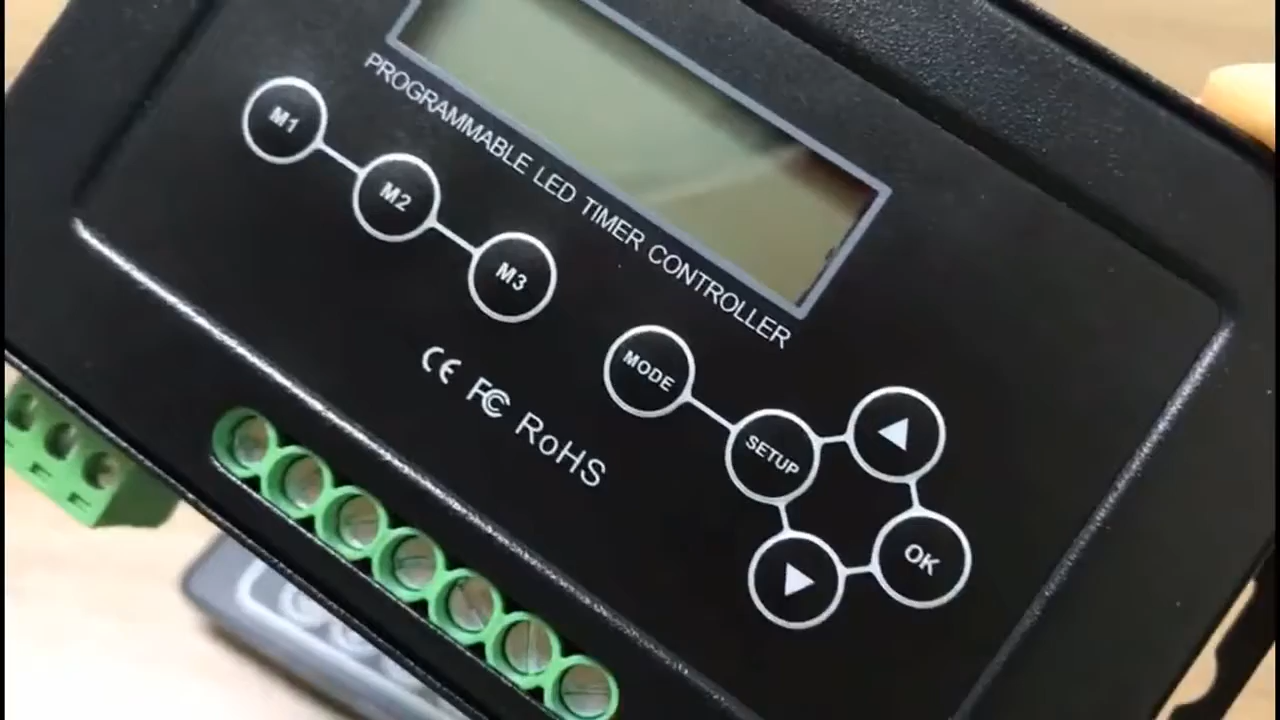 PROGRAMMABLE LED TIMER CONTROLLER
M1
M2
M3
MODE
SETUP
◀
▶
OK
CE FC RoHS